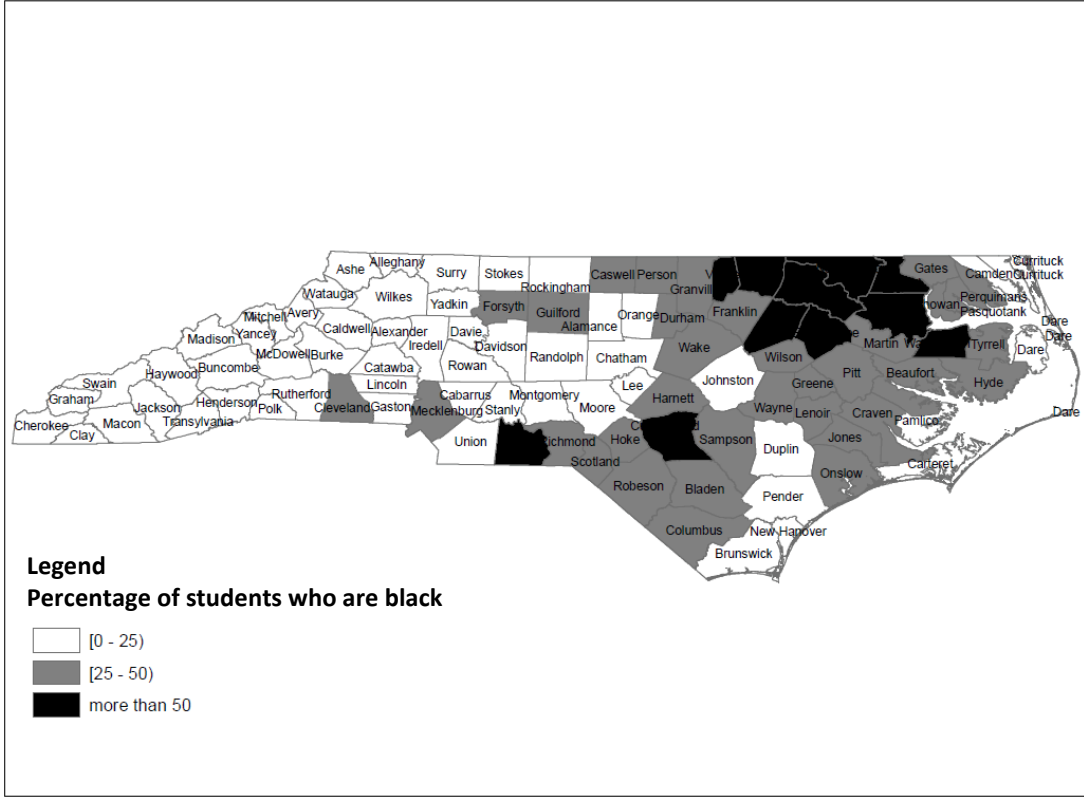 Currituck
Ashe Alleghany Surry Stokes Rockingham Caswell Person Granvill Gates Camden Currituck
Watauga Wilkes Yadkin Forsyth Guilford Alamance Orange Durham Franklin Perquimans
Pasquotank
Mitchell Avery Caldwell Alexander Iredell Davie Davidson Dare
Madison Yancey McDowell Burke Catawba Rowan Randolph Chatham Wake Wilson Martin Tyrrell Dare
Dare
Swain Haywood Buncombe Lincoln Lee Johnston Greene Pitt Beaufort Hyde
Graham Jackson Henderson Polk Rutherford Cleveland Gaston Mecklenburg Cabarrus Stanly Montgomery Moore Harnett Wayne Lenoir Craven Pamlico Dare
Cherokee Clay Macon Transylvania Union Richmond Hoke Sampson Duplin Jones
Scotland Robeson Bladen Onslow Carteret
Pender
Columbus New Hanover
Brunswick
Legend
Percentage of students who are black
[0 - 25)
[25 - 50)
more than 50